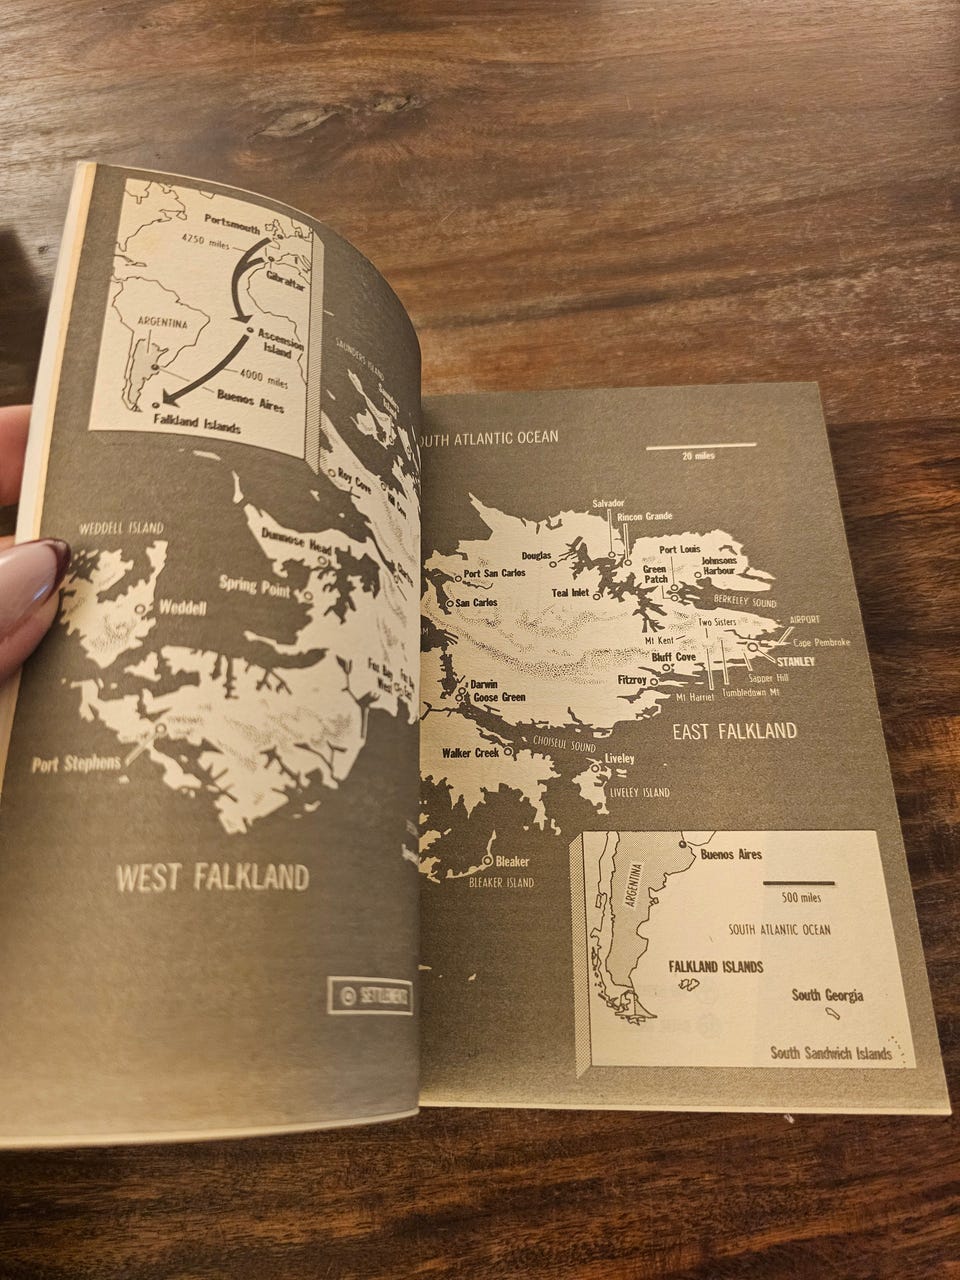 Portsmouth
4250 miles
Gibraltar
ARGENTINA
Ascension
Island
4000 miles
Buenos Aires
Falkland Islands
SAUNDERS ISLAND
Roy Cove
WEDDELL ISLAND
Dunnose Head
Spring Point
Weddell
Port Stephens
WEST FALKLAND
SETTLEMENT
OUTH ATLANTIC OCEAN
20 miles
Salvador
Rincon Grande
Douglas
Port Louis
Port San Carlos
Green
Patch
Johnsons
Harbour
Teal Inlet
San Carlos
BERKELEY SOUND
Two Sisters
AIRPORT
Mt Kent
Cape Pembroke
Bluff Cove
STANLEY
Fitzroy
Sapper Hill
Darwin
Goose Green
Mt Harriet
Tumbledown Mt
EAST FALKLAND
CHOISEUL SOUND
Walker Creek
Liveley
LIVELEY ISLAND
Bleaker
BLEAKER ISLAND
Buenos Aires
ARGENTINA
500 miles
SOUTH ATLANTIC OCEAN
FALKLAND ISLANDS
South Georgia
South Sandwich Islands